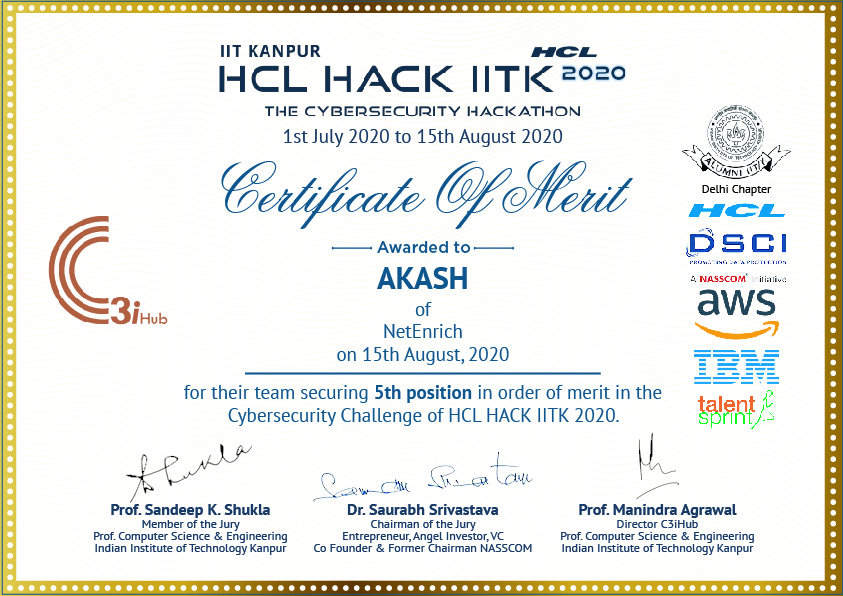 IIT KANPUR
HCL
HCL HACK IITK 2020
THE CYBERSECURITY HACKATHON
1st July 2020 to 15th August 2020
Certificate Of Merit
Awarded to
AKASH
of
NetEnrich
on 15th August, 2020
for their team securing 5th position in order of merit in the
Cybersecurity Challenge of HCL HACK IITK 2020.
C3iHub
ALUMNI IITK
Delhi Chapter
HCL
DSCI
PROMOTING DATA PROTECTION
A NASSCOM® Initiative
aws
IBM
talent
sprint
Prof. Sandeep K. Shukla
Member of the Jury
Prof. Computer Science & Engineering
Indian Institute of Technology Kanpur
Dr. Saurabh Srivastava
Chairman of the Jury
Entrepreneur, Angel Investor, VC
Co Founder & Former Chairman NASSCOM
Prof. Manindra Agrawal
Director C3iHub
Prof. Computer Science & Engineering
Indian Institute of Technology Kanpur